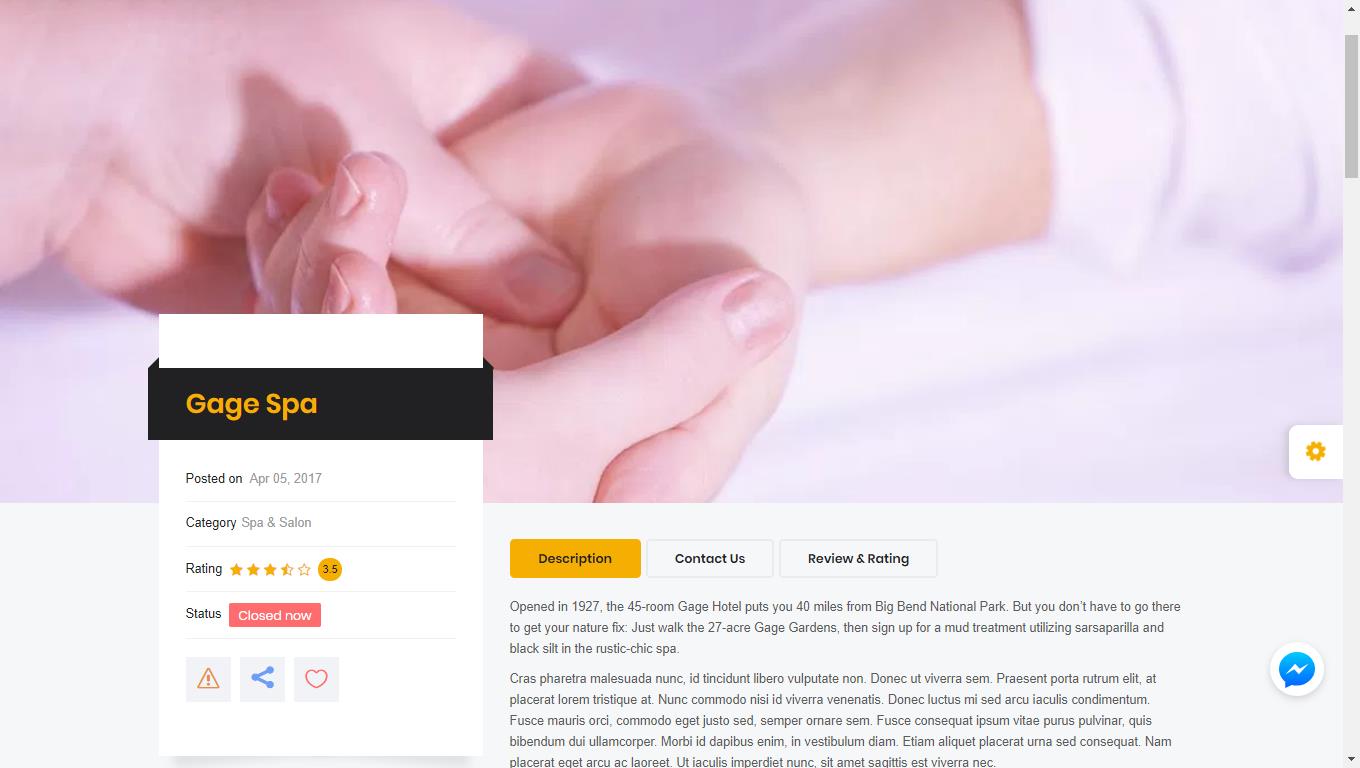 Gage Spa
Posted on Apr 05, 2017
Category Spa & Salon
Rating 3.5
Status Closed now
Description Contact Us Review & Rating
Opened in 1927, the 45-room Gage Hotel puts you 40 miles from Big Bend National Park. But you don’t have to go there
to get your nature fix: Just walk the 27-acre Gage Gardens, then sign up for a mud treatment utilizing sarsaparilla and
black silt in the rustic-chic spa.
Cras pharetra malesuada nunc, id tincidunt libero vulputate non. Donec ut viverra sem. Praesent porta rutrum elit, at
placerat lorem tristique at. Nunc commodo nisi id viverra venenatis. Donec luctus mi sed arcu iaculis condimentum.
Fusce mauris orci, commodo eget justo sed, semper ornare sem. Fusce consequat ipsum vitae purus pulvinar, quis
bibendum dui ullamcorper. Morbi id dapibus enim, in vestibulum diam. Etiam aliquet placerat urna sed consequat. Nam
placerat eget arcu ac laoreet. Ut iaculis imperdiet nunc, sit amet sagittis est viverra nec.